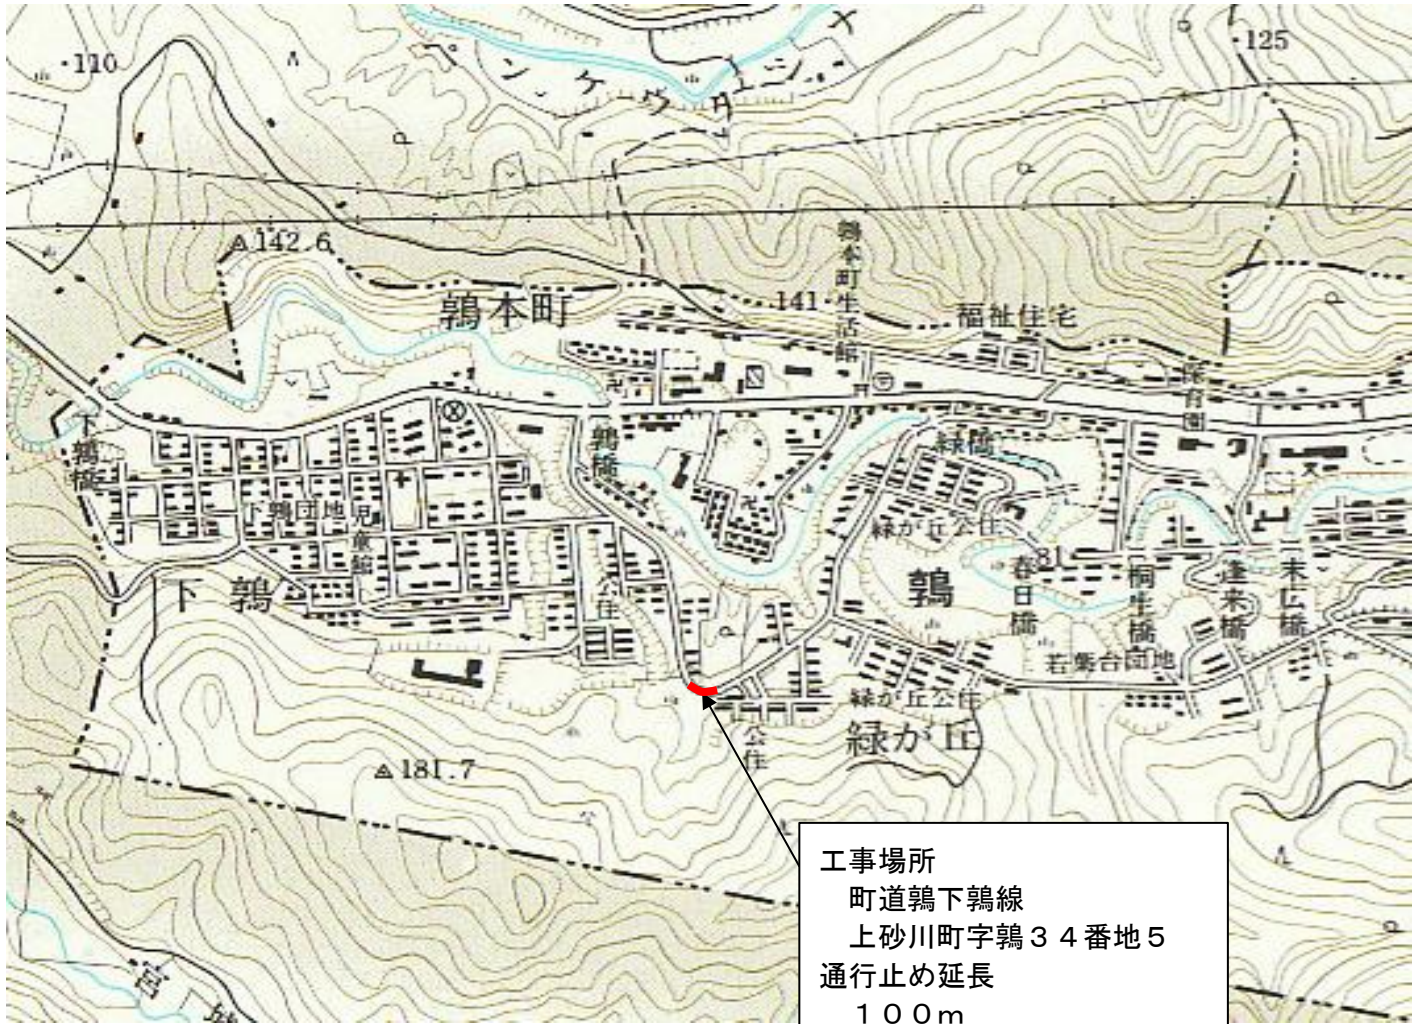 ペンケウタシナイ
・125
・110
142.6
鶉本町生活館
鶉本町
・141
福祉住宅
保育園
下鶉橋
鶉橋
緑橋
下鶉団地
児童館
緑が丘公住
31
春日橋
桐生橋
逢来橋
末広橋
下鶉
公住
鶉
若葉台団地
緑が丘公住
公住
緑が丘
181.7
工事場所
町道鶉下鶉線
上砂川町字鶉３４番地５
通行止め延長
１００ｍ
宮